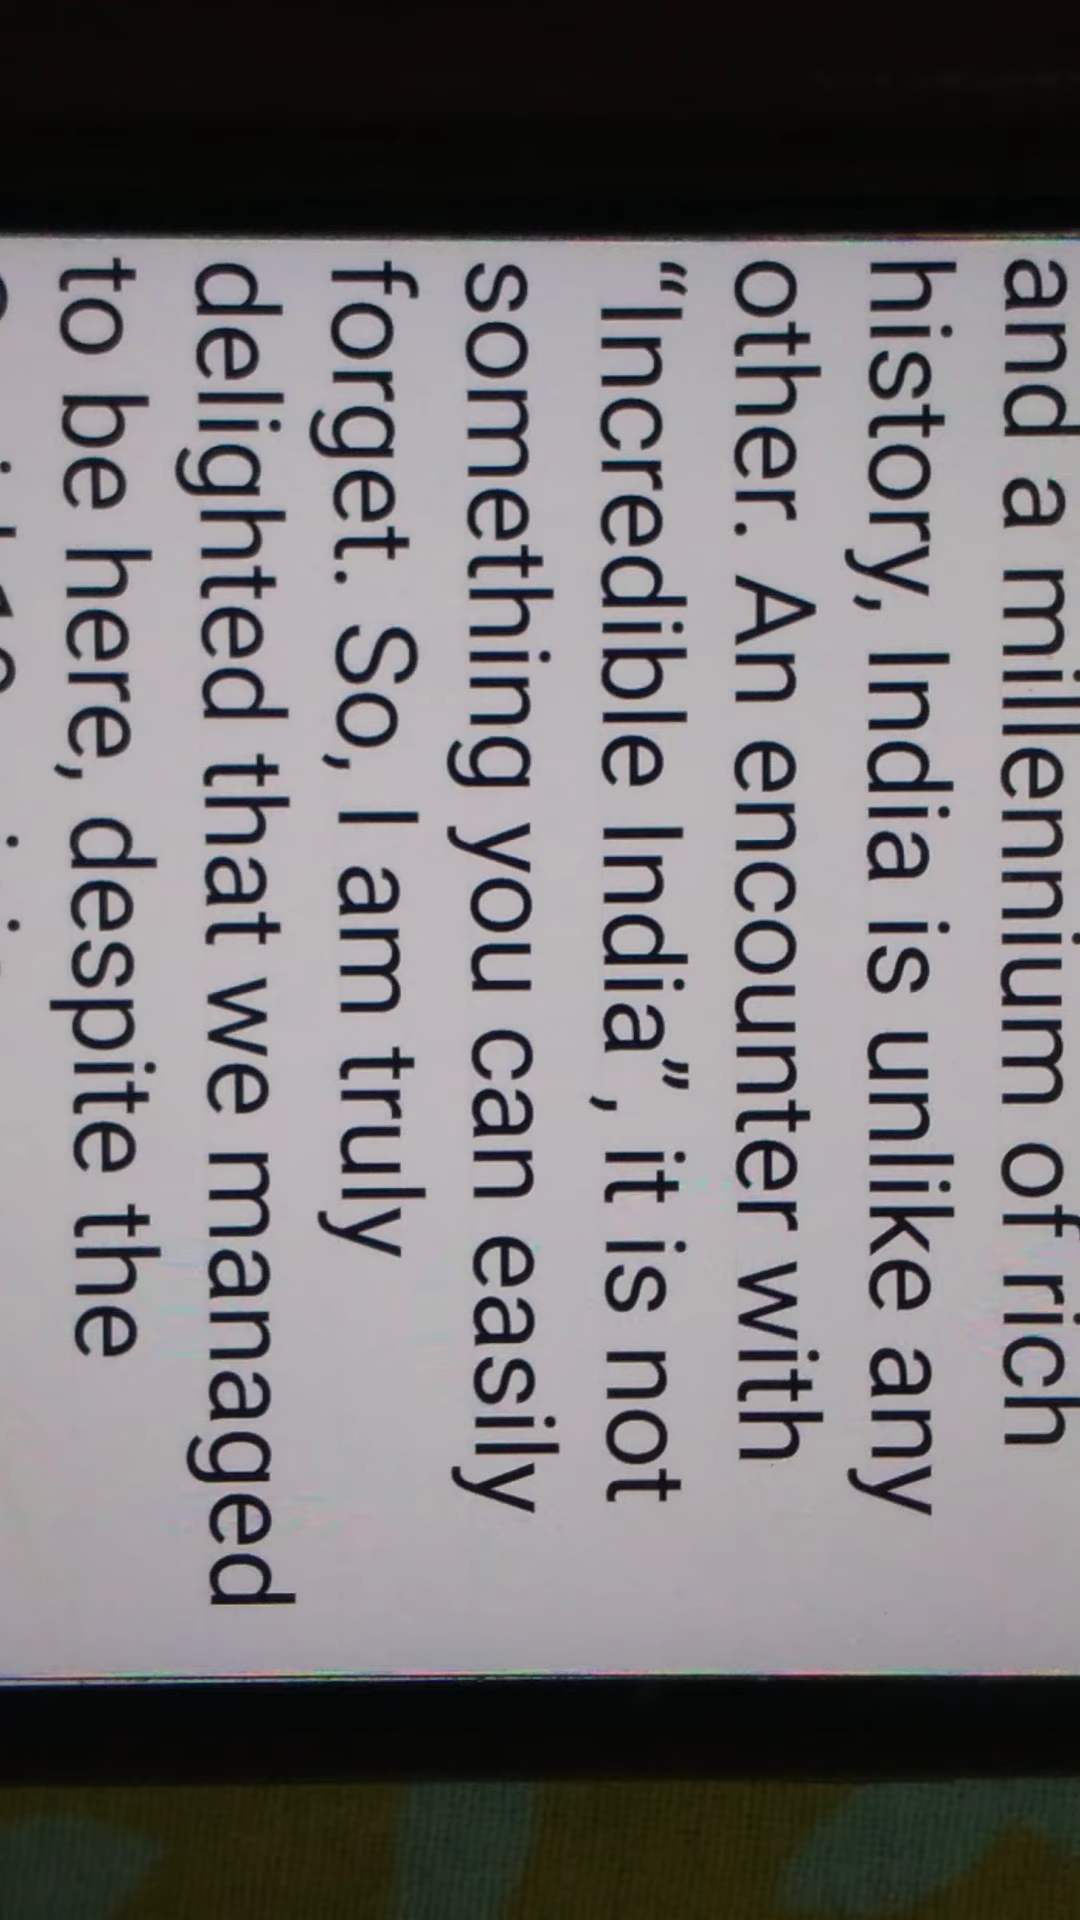 and a millennium of rich
history, India is unlike any
other. An encounter with
“Incredible India”, it is not
something you can easily
forget. So, I am truly
delighted that we managed
to be here, despite the